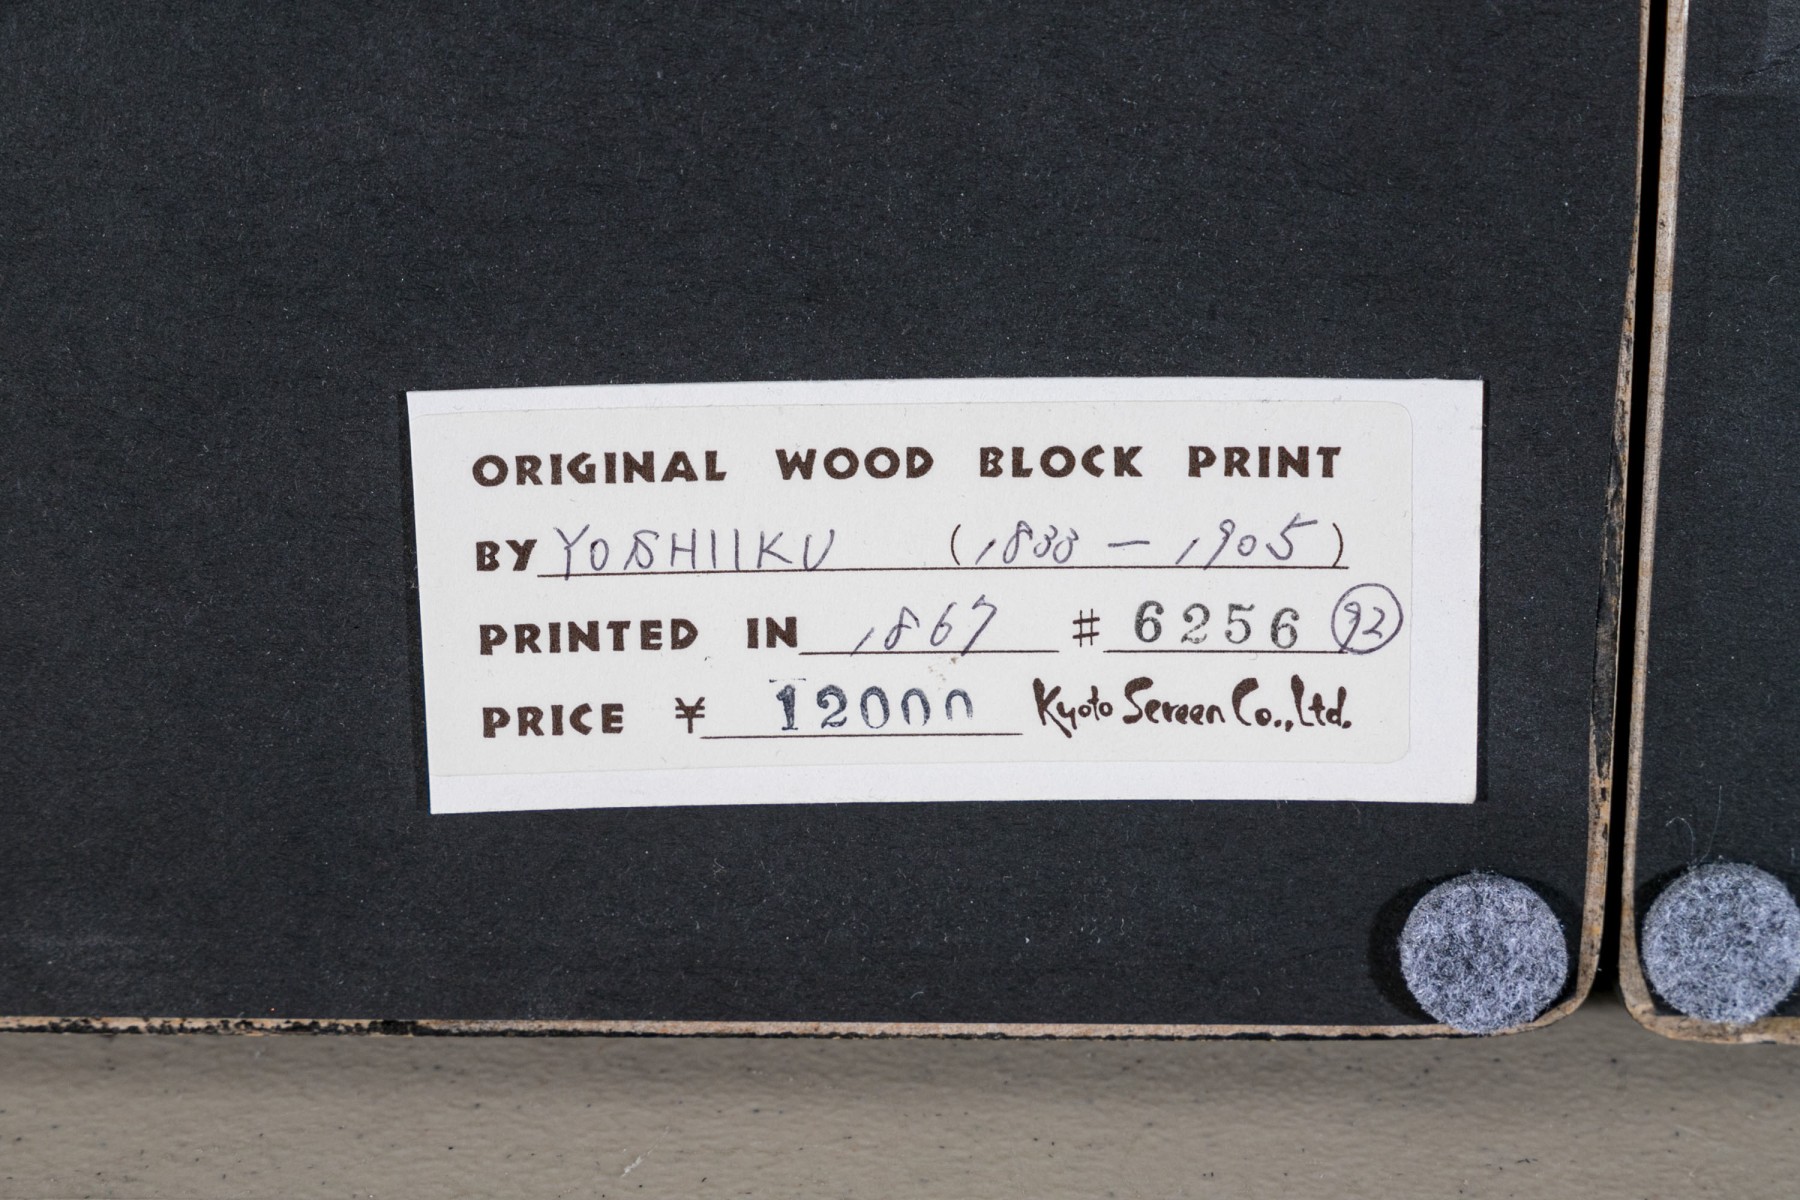 ORIGINAL WOOD BLOCK PRINT
BY YOSHIIKU (1833 – 1905)
PRINTED IN 1867 # 6256 92
PRICE ¥ 12000 Kyoto Screen Co., Ltd.